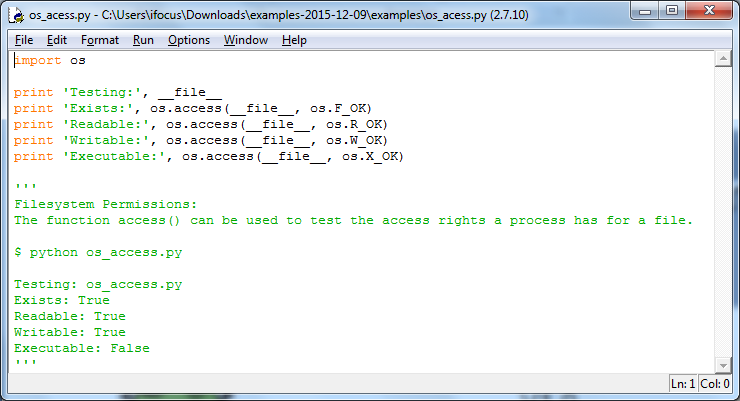 os_acess.py - C:\Users\ifocus\Downloads\examples-2015-12-09\examples\os_acess.py (2.7.10)
File Edit Format Run Options Window Help
import os
print 'Testing:', __file__
print 'Exists:', os.access(__file__, os.F_OK)
print 'Readable:', os.access(__file__, os.R_OK)
print 'Writable:', os.access(__file__, os.W_OK)
print 'Executable:', os.access(__file__, os.X_OK)
'''
Filesystem Permissions:
The function access() can be used to test the access rights a process has for a file.
$ python os_access.py
Testing: os_access.py
Exists: True
Readable: True
Writable: True
Executable: False
'''
Ln: 1 Col: 0